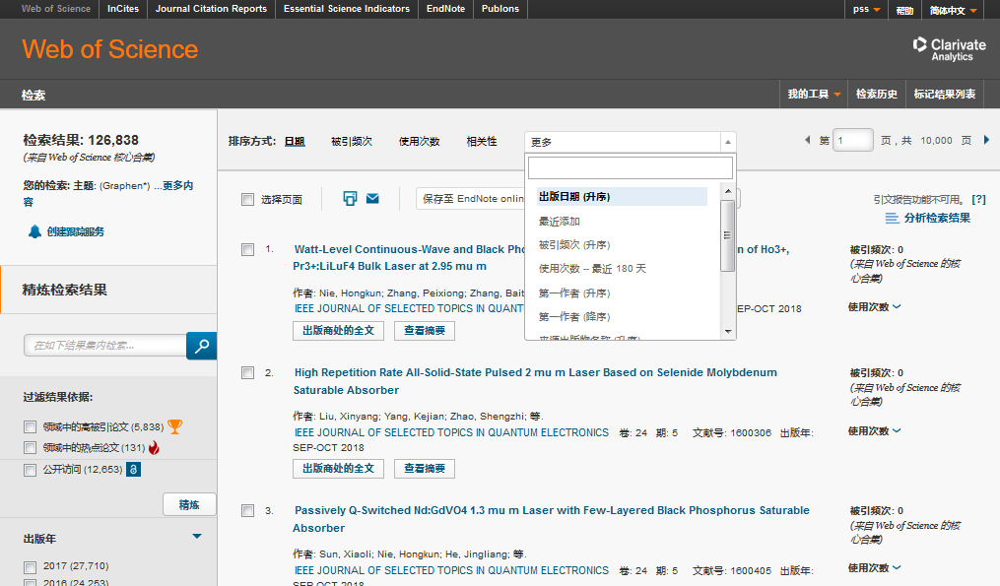 Web of Science InCites Journal Citation Reports Essential Science Indicators EndNote Publons pss 帮助 简体中文
Web of Science
Clarivate
Analytics
检索 我的工具 检索历史 标记结果列表
检索结果: 126,838
(来自 Web of Science 核心合集)
您的检索: 主题: (Graphen*) ...更多内
容
创建跟踪服务
精炼检索结果
在如下结果集内检索...
过滤结果依据:
领域中的高被引论文 (5,838)
领域中的热点论文 (131)
公开访问 (12,653)
精炼
出版年
2017 (27,710)
2016 (24,253)
排序方式: 日期 被引频次 使用次数 相关性 更多
第 1 页，共 10,000 页
出版日期 (升序)
最近添加
被引频次 (升序)
使用次数 -- 最近 180 天
第一作者 (升序)
第一作者 (降序)
来源出版物名称 (升序)
选择页面 保存至 EndNote onlin
引文报告功能不可用。 [?]
分析检索结果
1. Watt-Level Continuous-Wave and Black Pho n of Ho3+,
Pr3+:LiLuF4 Bulk Laser at 2.95 mu m
作者: Nie, Hongkun; Zhang, Peixiong; Zhang, Bait
IEEE JOURNAL OF SELECTED TOPICS IN QUANT EP-OCT 2018
出版商处的全文 查看摘要
被引频次: 0
(来自 Web of Science 的核
心合集)
使用次数
2. High Repetition Rate All-Solid-State Pulsed 2 mu m Laser Based on Selenide Molybdenum
Saturable Absorber
作者: Liu, Xinyang; Yang, Kejian; Zhao, Shengzhi; 等.
IEEE JOURNAL OF SELECTED TOPICS IN QUANTUM ELECTRONICS 卷: 24 期: 5 文献号: 1600306 出版年:
SEP-OCT 2018
出版商处的全文 查看摘要
被引频次: 0
(来自 Web of Science 的核
心合集)
使用次数
3. Passively Q-Switched Nd:GdVO4 1.3 mu m Laser with Few-Layered Black Phosphorus Saturable
Absorber
作者: Sun, Xiaoli; Nie, Hongkun; He, Jingliang; 等.
IEEE JOURNAL OF SELECTED TOPICS IN QUANTUM ELECTRONICS 卷: 24 期: 5 文献号: 1600405 出版年:
SEP-OCT 2018
被引频次: 0
(来自 Web of Science 的核
心合集)
使用次数